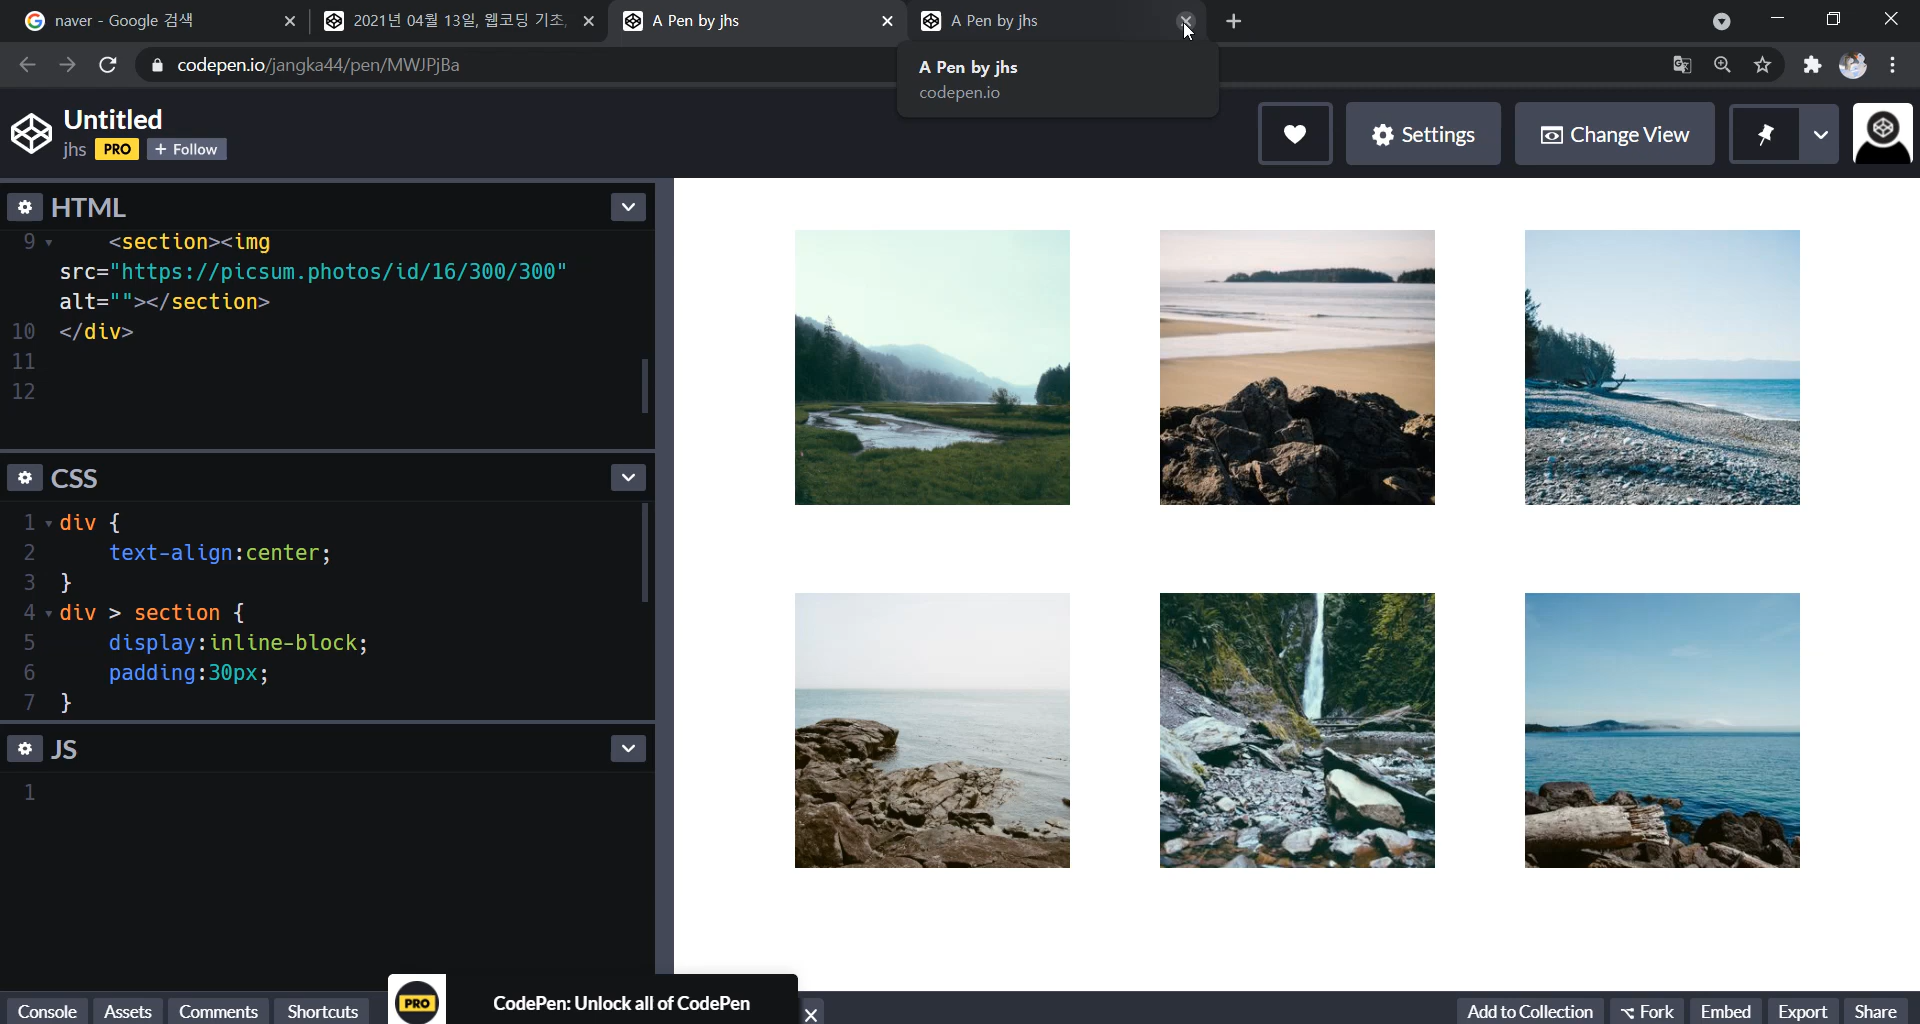 naver - Google 검색
2021년 04월 13일, 웹코딩 기초,
A Pen by jhs
A Pen by jhs
codepen.io/jangka44/pen/MWJPjBa
A Pen by jhs
codepen.io
Untitled
jhs PRO + Follow
Settings
Change View
HTML
9 <section><img
src="https://picsum.photos/id/16/300/300"
alt=""></section>
10 </div>
11
12
CSS
1 div {
2 text-align:center;
3 }
4 div > section {
5 display:inline-block;
6 padding:30px;
7 }
JS
1
Console Assets Comments Shortcuts
PRO CodePen: Unlock all of CodePen
Add to Collection Fork Embed Export Share